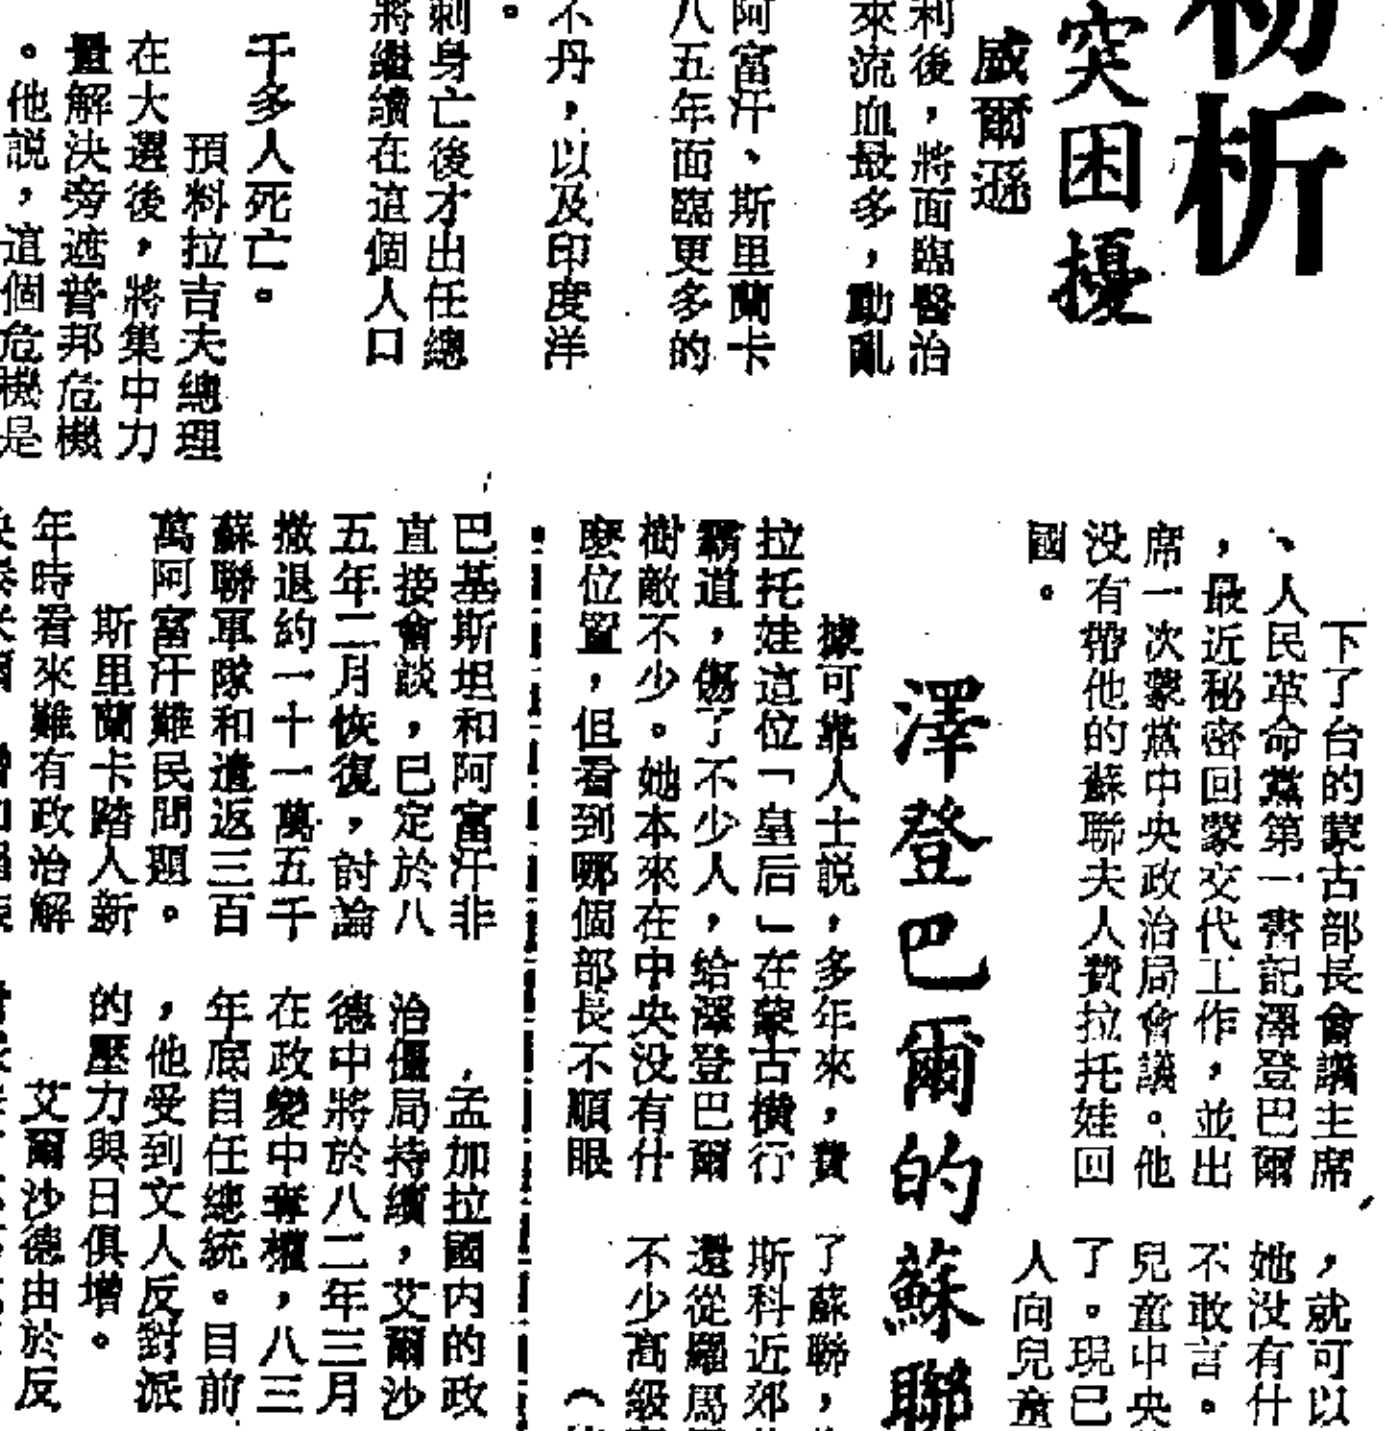 析
突困擾
威爾遜
利後，將面臨醫治
來流血最多，動亂
阿富汗、斯里蘭卡
八五年面臨更多的
不丹，以及印度洋
。
刺身亡後才出任總
將繼續在這個人口
千多人死亡。
預料拉吉夫總理
在大選後，將集中力
量解決旁遮普邦危機
。他説，這個危機是
下了台的蒙古部長會議主席
、人民革命黨第一書記澤登巴爾
，最近秘密回蒙交代工作，並出
席一次蒙黨中央政治局會議。他
没有帶他的蘇聯夫人費拉托娃回
國。
澤登巴爾的蘇聯
據可靠人士説，多年來，費
拉托娃這位「皇后」在蒙古橫行
霸道，傷了不少人，給澤登巴爾
樹敵不少。她本來在中央没有什
麼位置，但看到哪個部長不順眼
，就可以
她没有什
不敢言。
兒童中央
了。現已
人向兒童
了蘇聯，
斯科近郊
還從羅馬
不少高級
巴基斯坦和阿富汗非
直接會談，已定於八
五年二月恢復，討論
撤退約一十一萬五千
蘇聯軍隊和遣返三百
萬阿富汗難民問題。
斯里蘭卡踏入新
年時看來難有政治解
孟加拉國内的政
治僵局持續，艾爾沙
德中將於八二年三月
在政變中奪權，八三
年底自任總統。目前
，他受到文人反對派
的壓力與日俱增。
艾爾沙德由於反